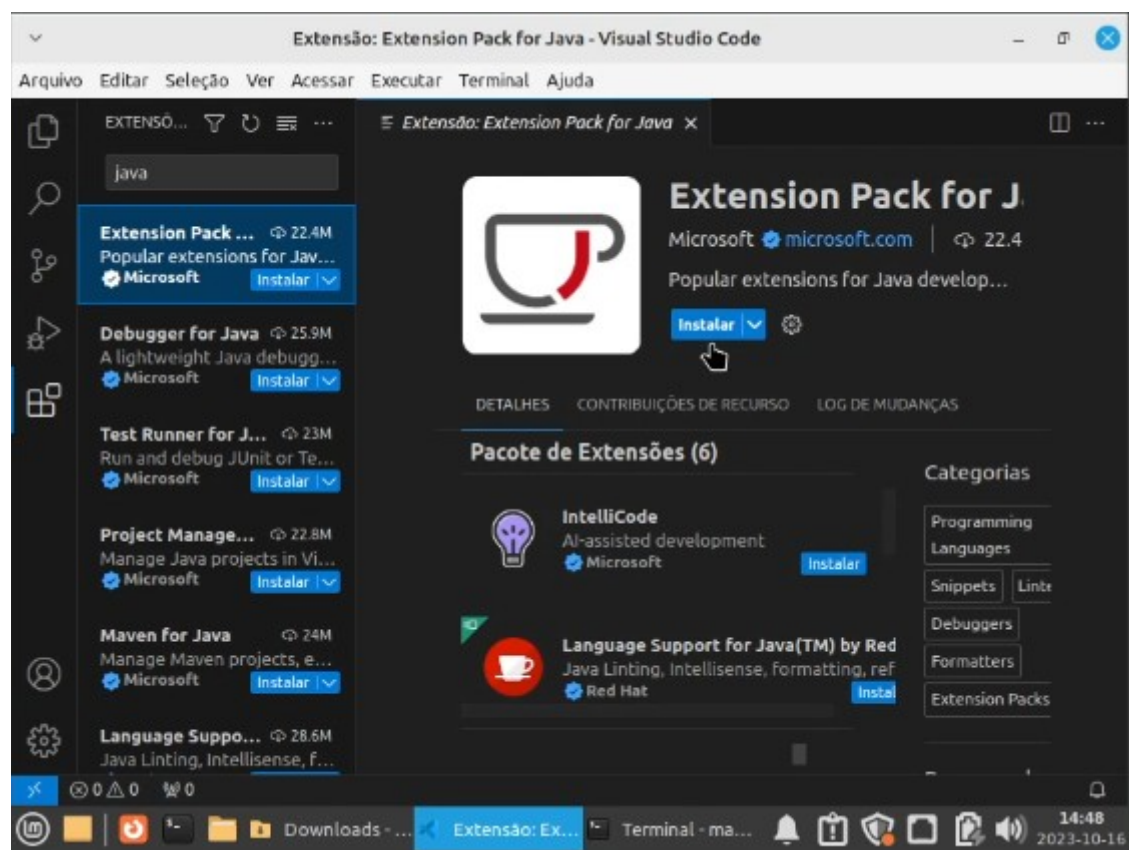 Extensão: Extension Pack for Java - Visual Studio Code
Arquivo Editar Seleção Ver Acessar Executar Terminal Ajuda
EXTENSÕ...
java
Extension Pack ... 22.4M
Popular extensions for Jav...
Microsoft Instalar
Debugger for Java 25.9M
A lightweight Java debugg...
Microsoft Instalar
Test Runner for J... 23M
Run and debug JUnit or Te...
Microsoft Instalar
Project Manage... 22.8M
Manage Java projects in Vi...
Microsoft Instalar
Maven for Java 24M
Manage Maven projects, e...
Microsoft Instalar
Language Suppo... 28.6M
Java Linting, Intellisense, f...
Extensão: Extension Pack for Java
Extension Pack for J
Microsoft microsoft.com 22.4
Popular extensions for Java develop...
Instalar
DETALHES CONTRIBUIÇÕES DE RECURSO LOG DE MUDANÇAS
Pacote de Extensões (6)
IntelliCode
AI-assisted development
Microsoft Instalar
Language Support for Java(TM) by Red
Java Linting, Intellisense, formatting, ref
Red Hat Instal
Categorias
Programming
Languages
Snippets Linte
Debuggers
Formatters
Extension Packs
0 0 0
Downloads - ... Extensão: Ex... Terminal - ma... 14:48
2023-10-16